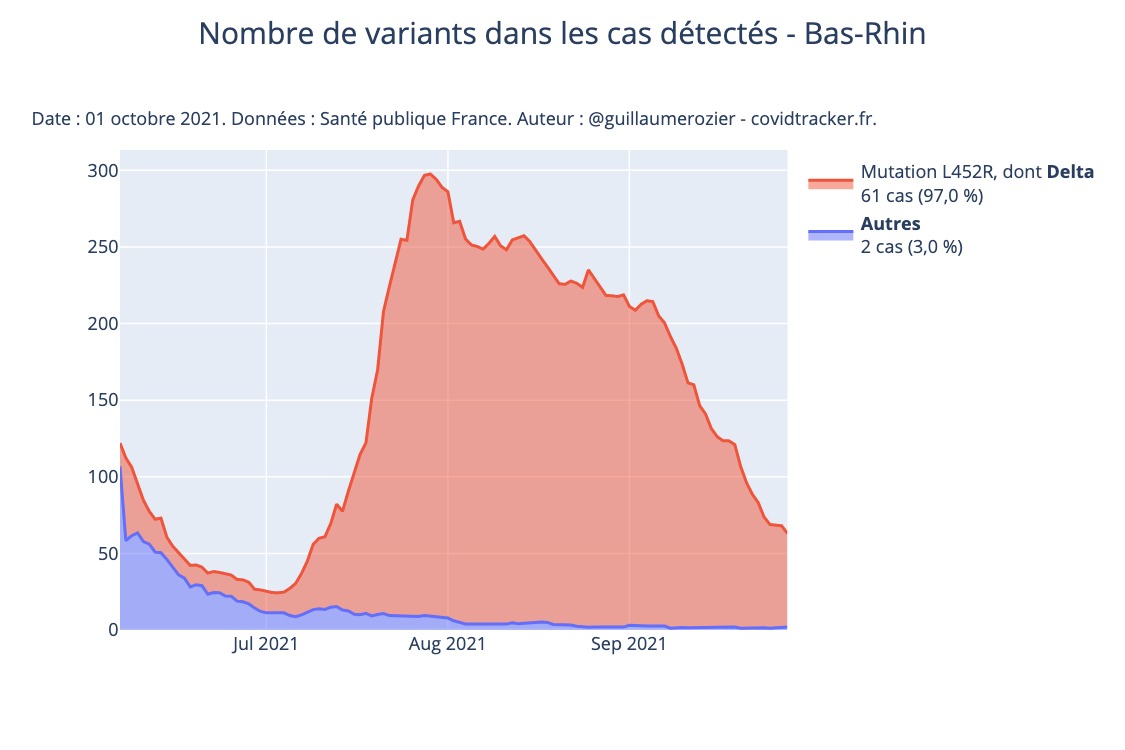 Nombre de variants dans les cas détectés - Bas-Rhin
Date : 01 octobre 2021. Données : Santé publique France. Auteur : @guillaumerozier - covidtracker.fr.
300
250
200
150
100
50
0
Jul 2021
Aug 2021
Sep 2021
Mutation L452R, dont Delta
61 cas (97,0 %)
Autres
2 cas (3,0 %)